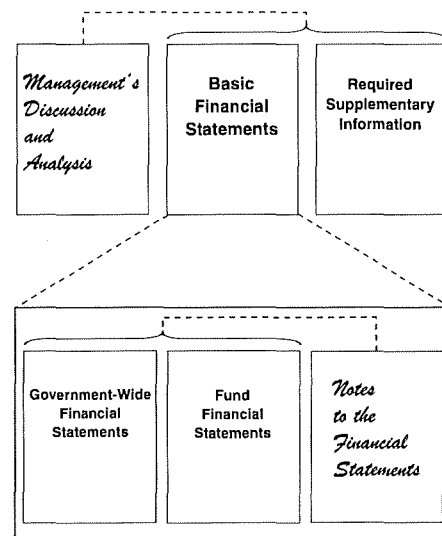 Management's
Discussion
and
Analysis
Basic
Financial
Statements
Required
Supplementary
Information
Government-Wide
Financial
Statements
Fund
Financial
Statements
Notes
to the
Financial
Statements